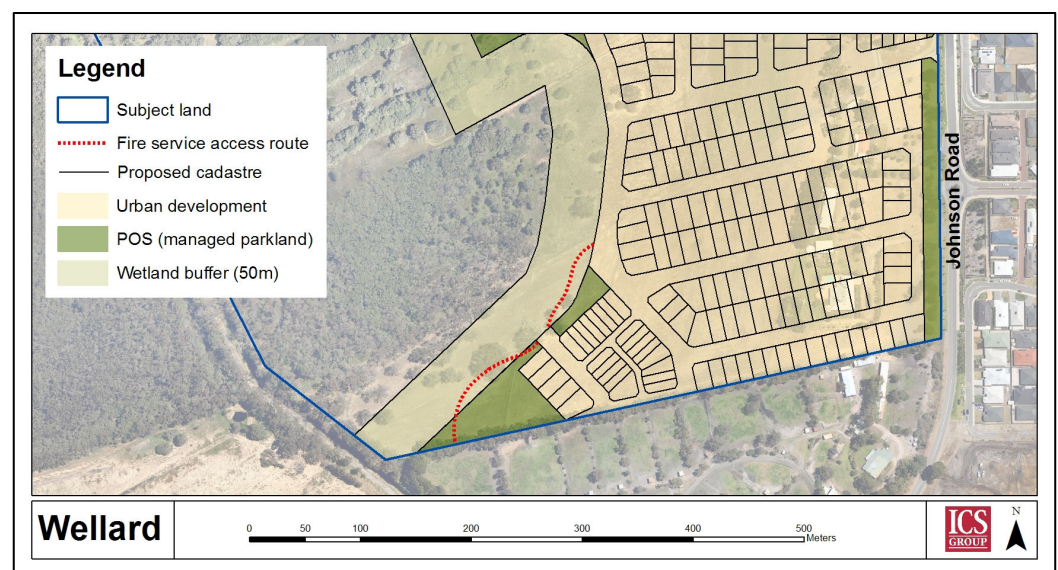 Legend
Subject land
Fire service access route
Proposed cadastre
Urban development
POS (managed parkland)
Wetland buffer (50m)
Johnson Road
Wellard
0 50 100 200 300 400 500
Meters
ICS
GROUP
N